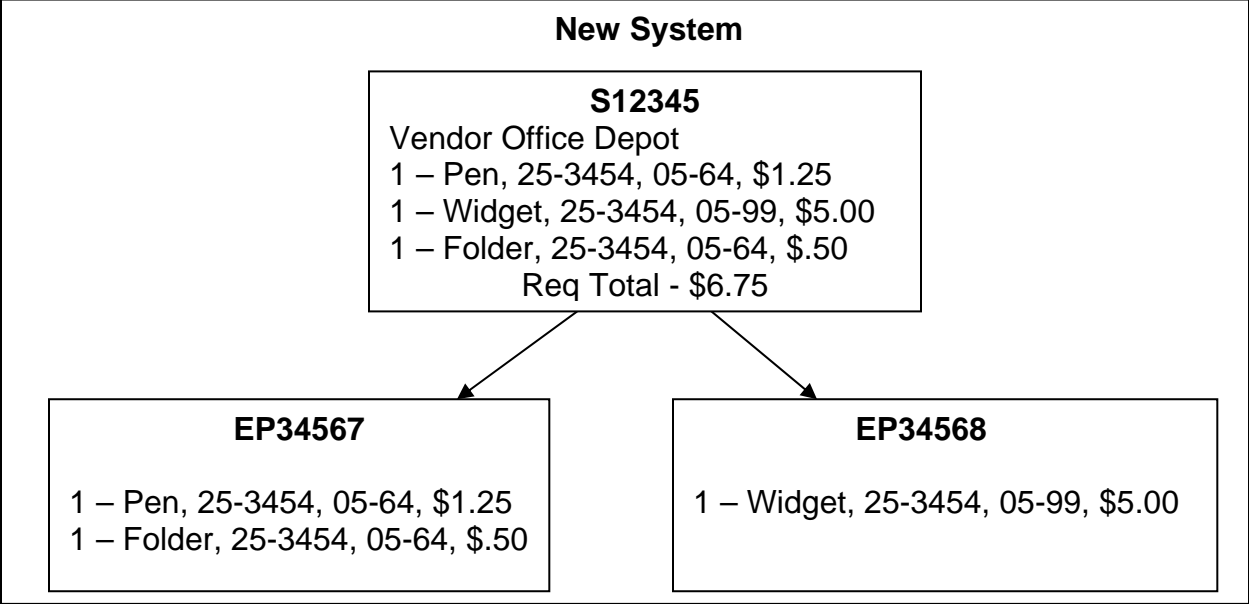 New System
S12345
Vendor Office Depot
1 – Pen, 25-3454, 05-64, $1.25
1 – Widget, 25-3454, 05-99, $5.00
1 – Folder, 25-3454, 05-64, $.50
Req Total - $6.75
EP34567
1 – Pen, 25-3454, 05-64, $1.25
1 – Folder, 25-3454, 05-64, $.50
EP34568
1 – Widget, 25-3454, 05-99, $5.00